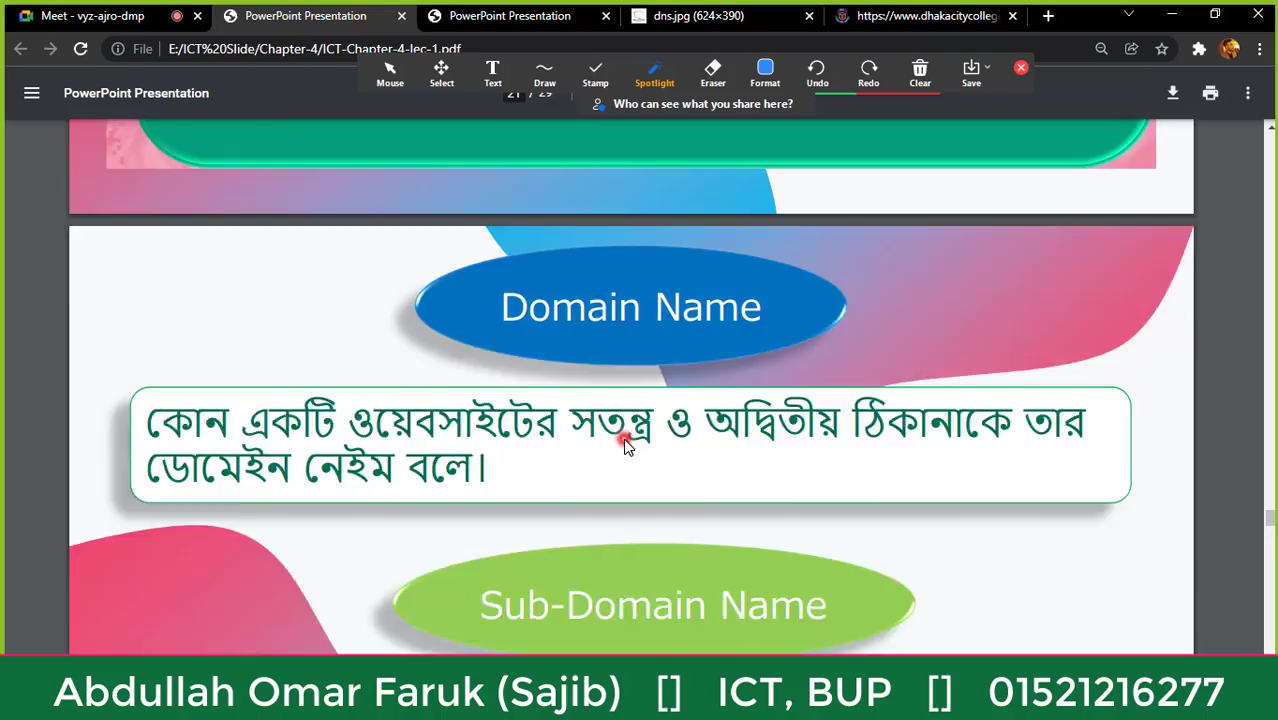 Meet - vyz-ajro-dmp
PowerPoint Presentation
PowerPoint Presentation
dns.jpg (624×390)
https://www.dhakacitycolleg
File
E:/ICT%20Slide/Chapter-4/ICT-Chapter-4-lec-1.pdf
Mouse Select Text Draw Stamp Spotlight Eraser Format Undo Redo Clear Save
PowerPoint Presentation
21 / 29
Who can see what you share here?
Domain Name
কোন একটি ওয়েবসাইটের সতন্ত্র ও অদ্বিতীয় ঠিকানাকে তার
ডোমেইন নেইম বলে।
Sub-Domain Name
Abdullah Omar Faruk (Sajib) [] ICT, BUP [] 01521216277